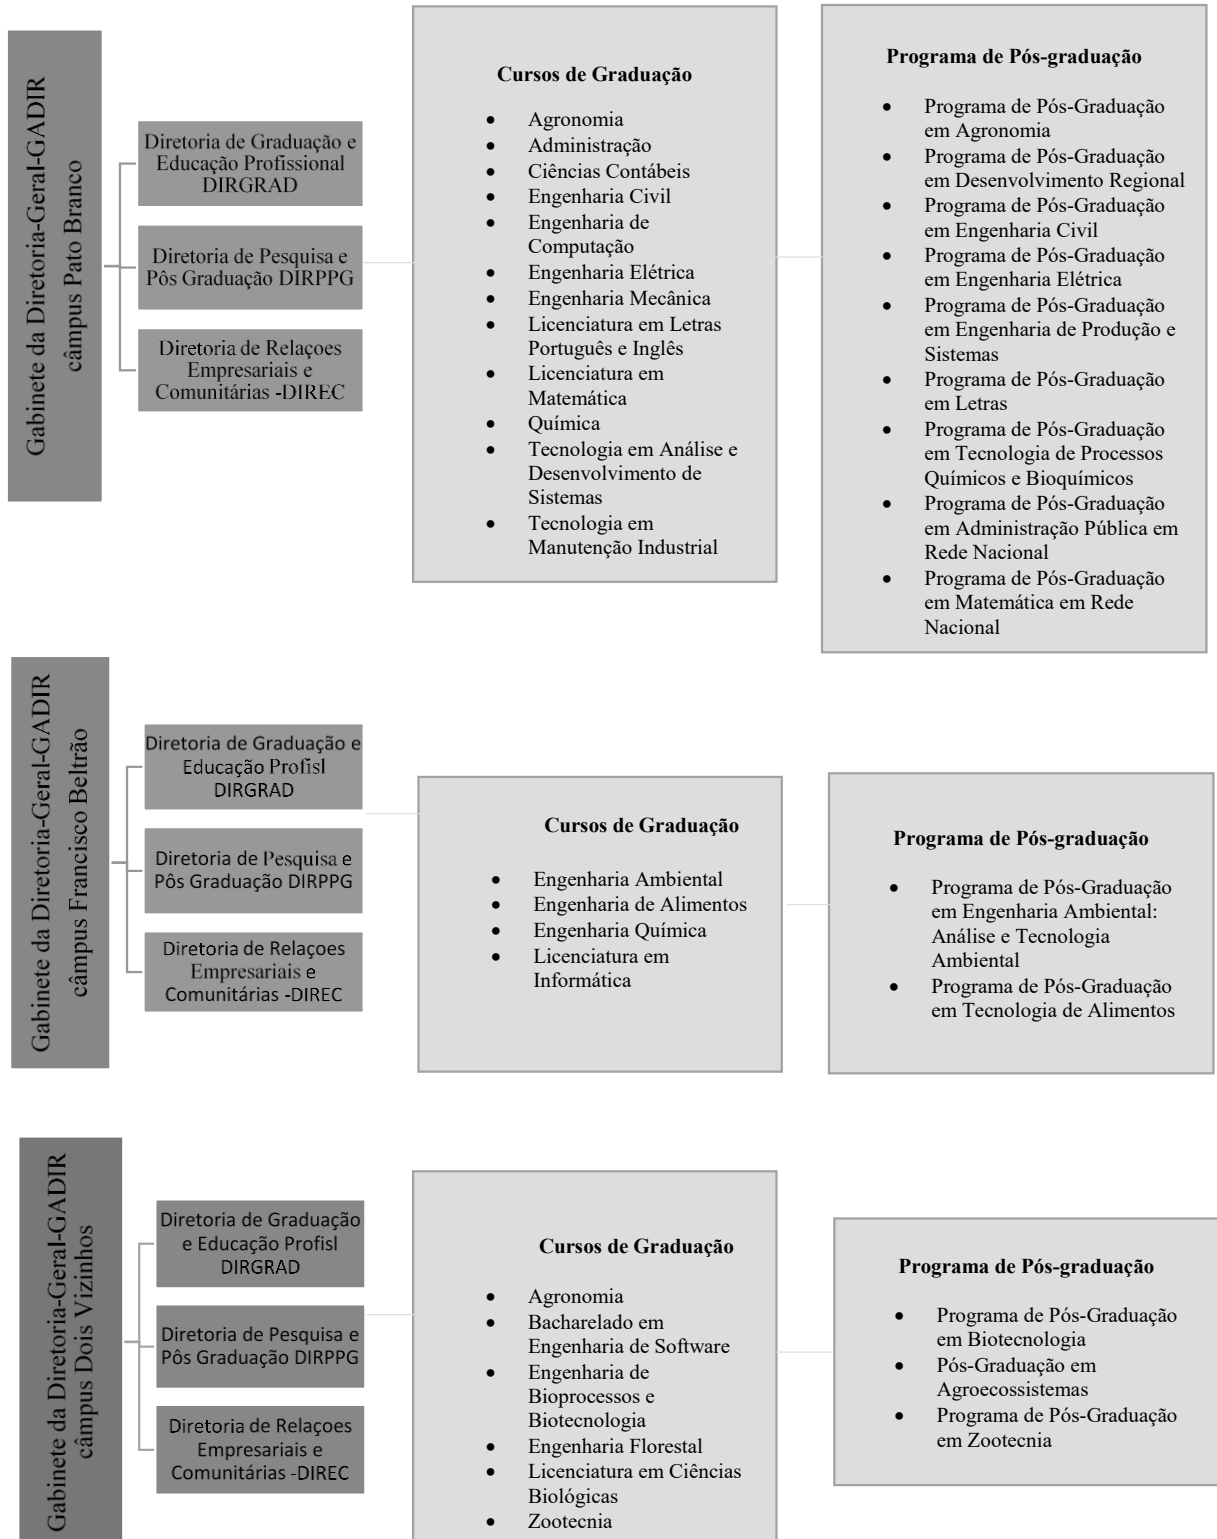 Gabinete da Diretoria-Geral-GADIR
câmpus Pato Branco
Diretoria de Graduação e
Educação Profissional
DIRGRAD
Diretoria de Pesquisa e
Pôs Graduação DIRPPG
Diretoria de Relaçoes
Empresariais e
Comunitárias -DIREC
Cursos de Graduação
• Agronomia
• Administração
• Ciências Contábeis
• Engenharia Civil
• Engenharia de
Computação
• Engenharia Elétrica
• Engenharia Mecânica
• Licenciatura em Letras
Português e Inglês
• Licenciatura em
Matemática
• Química
• Tecnologia em Análise e
Desenvolvimento de
Sistemas
• Tecnologia em
Manutenção Industrial
Programa de Pós-graduação
• Programa de Pós-Graduação
em Agronomia
• Programa de Pós-Graduação
em Desenvolvimento Regional
• Programa de Pós-Graduação
em Engenharia Civil
• Programa de Pós-Graduação
em Engenharia Elétrica
• Programa de Pós-Graduação
em Engenharia de Produção e
Sistemas
• Programa de Pós-Graduação
em Letras
• Programa de Pós-Graduação
em Tecnologia de Processos
Químicos e Bioquímicos
• Programa de Pós-Graduação
em Administração Pública em
Rede Nacional
• Programa de Pós-Graduação
em Matemática em Rede
Nacional
Gabinete da Diretoria-Geral-GADIR
câmpus Francisco Beltrão
Diretoria de Graduação e
Educação Profisl
DIRGRAD
Diretoria de Pesquisa e
Pôs Graduação DIRPPG
Diretoria de Relaçoes
Empresariais e
Comunitárias -DIREC
Cursos de Graduação
• Engenharia Ambiental
• Engenharia de Alimentos
• Engenharia Química
• Licenciatura em
Informática
Programa de Pós-graduação
• Programa de Pós-Graduação
em Engenharia Ambiental:
Análise e Tecnologia
Ambiental
• Programa de Pós-Graduação
em Tecnologia de Alimentos
Gabinete da Diretoria-Geral-GADIR
câmpus Dois Vizinhos
Diretoria de Graduação
e Educação Profisl
DIRGRAD
Diretoria de Pesquisa e
Pôs Graduação DIRPPG
Diretoria de Relaçoes
Empresariais e
Comunitárias -DIREC
Cursos de Graduação
• Agronomia
• Bacharelado em
Engenharia de Software
• Engenharia de
Bioprocessos e
Biotecnologia
• Engenharia Florestal
• Licenciatura em Ciências
Biológicas
• Zootecnia
Programa de Pós-graduação
• Programa de Pós-Graduação
em Biotecnologia
• Pós-Graduação em
Agroecossistemas
• Programa de Pós-Graduação
em Zootecnia